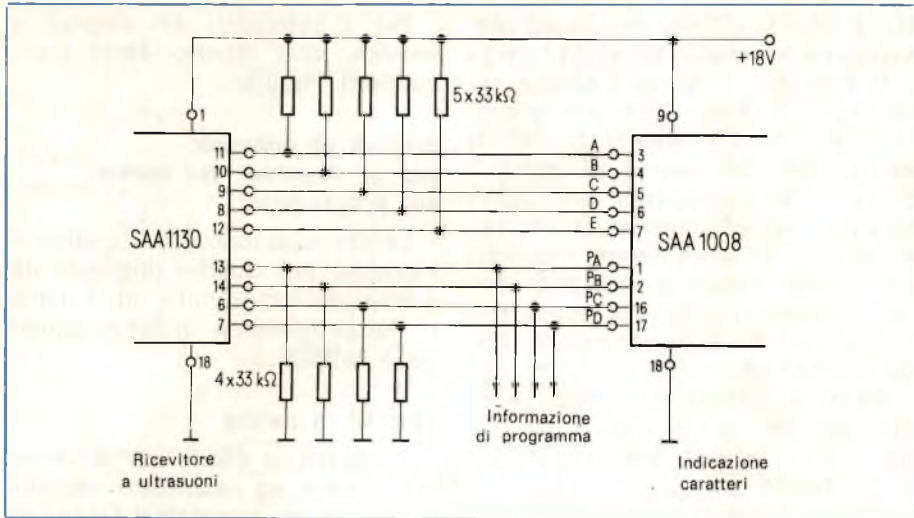 +18V
5x33kΩ
1
9
11
10
9
8
12
13
14
6
18
SAA1130
A
B
C
D
E
PA
PB
PC
PD
3
4
5
6
7
1
2
16
17
18
SAA 1008
4x33kΩ
Informazione
di programma
Ricevitore
a ultrasuoni
Indicazione
caratteri